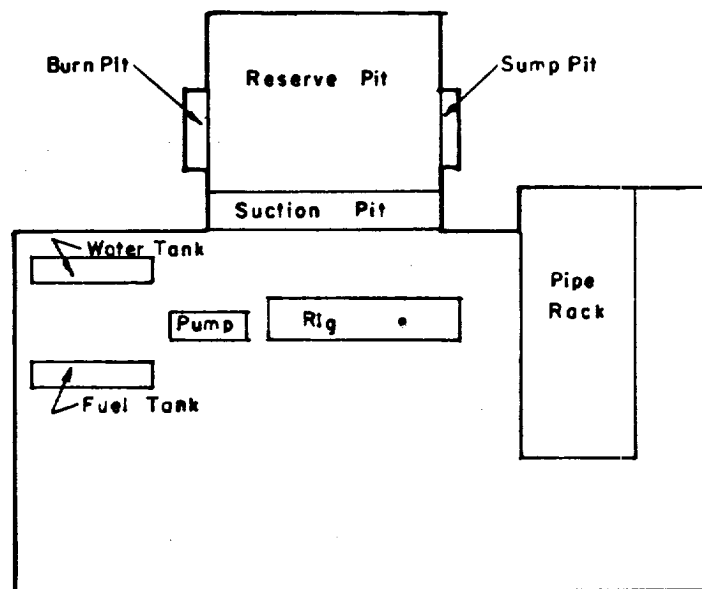 Burn Pit
Reserve Pit
Sump Pit
Suction Pit
Water Tank
Pipe
Rack
Pump
Rig
Fuel Tank